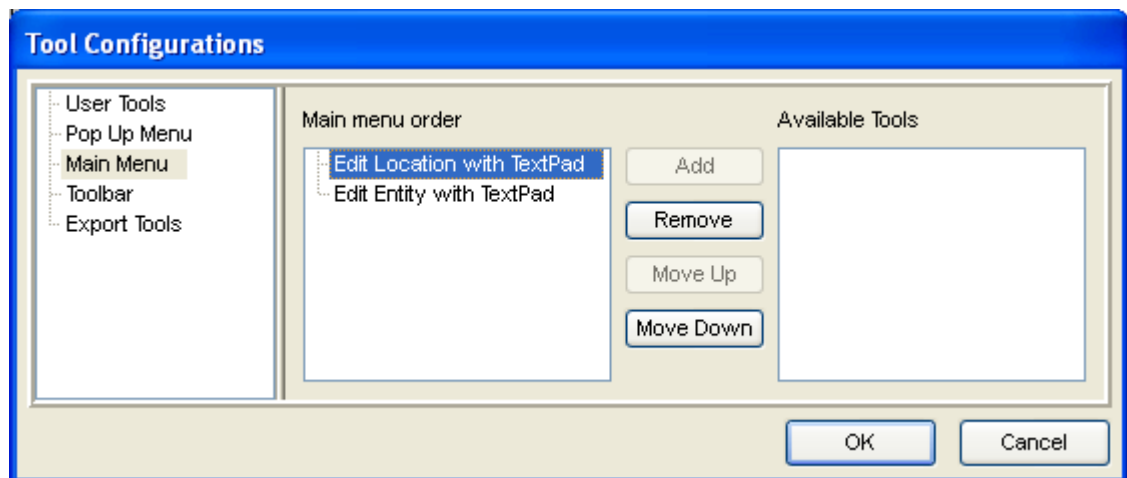 Tool Configurations
User Tools
Pop Up Menu
Main Menu
Toolbar
Export Tools
Main menu order
Edit Location with TextPad
Edit Entity with TextPad
Add
Remove
Move Up
Move Down
Available Tools
OK
Cancel